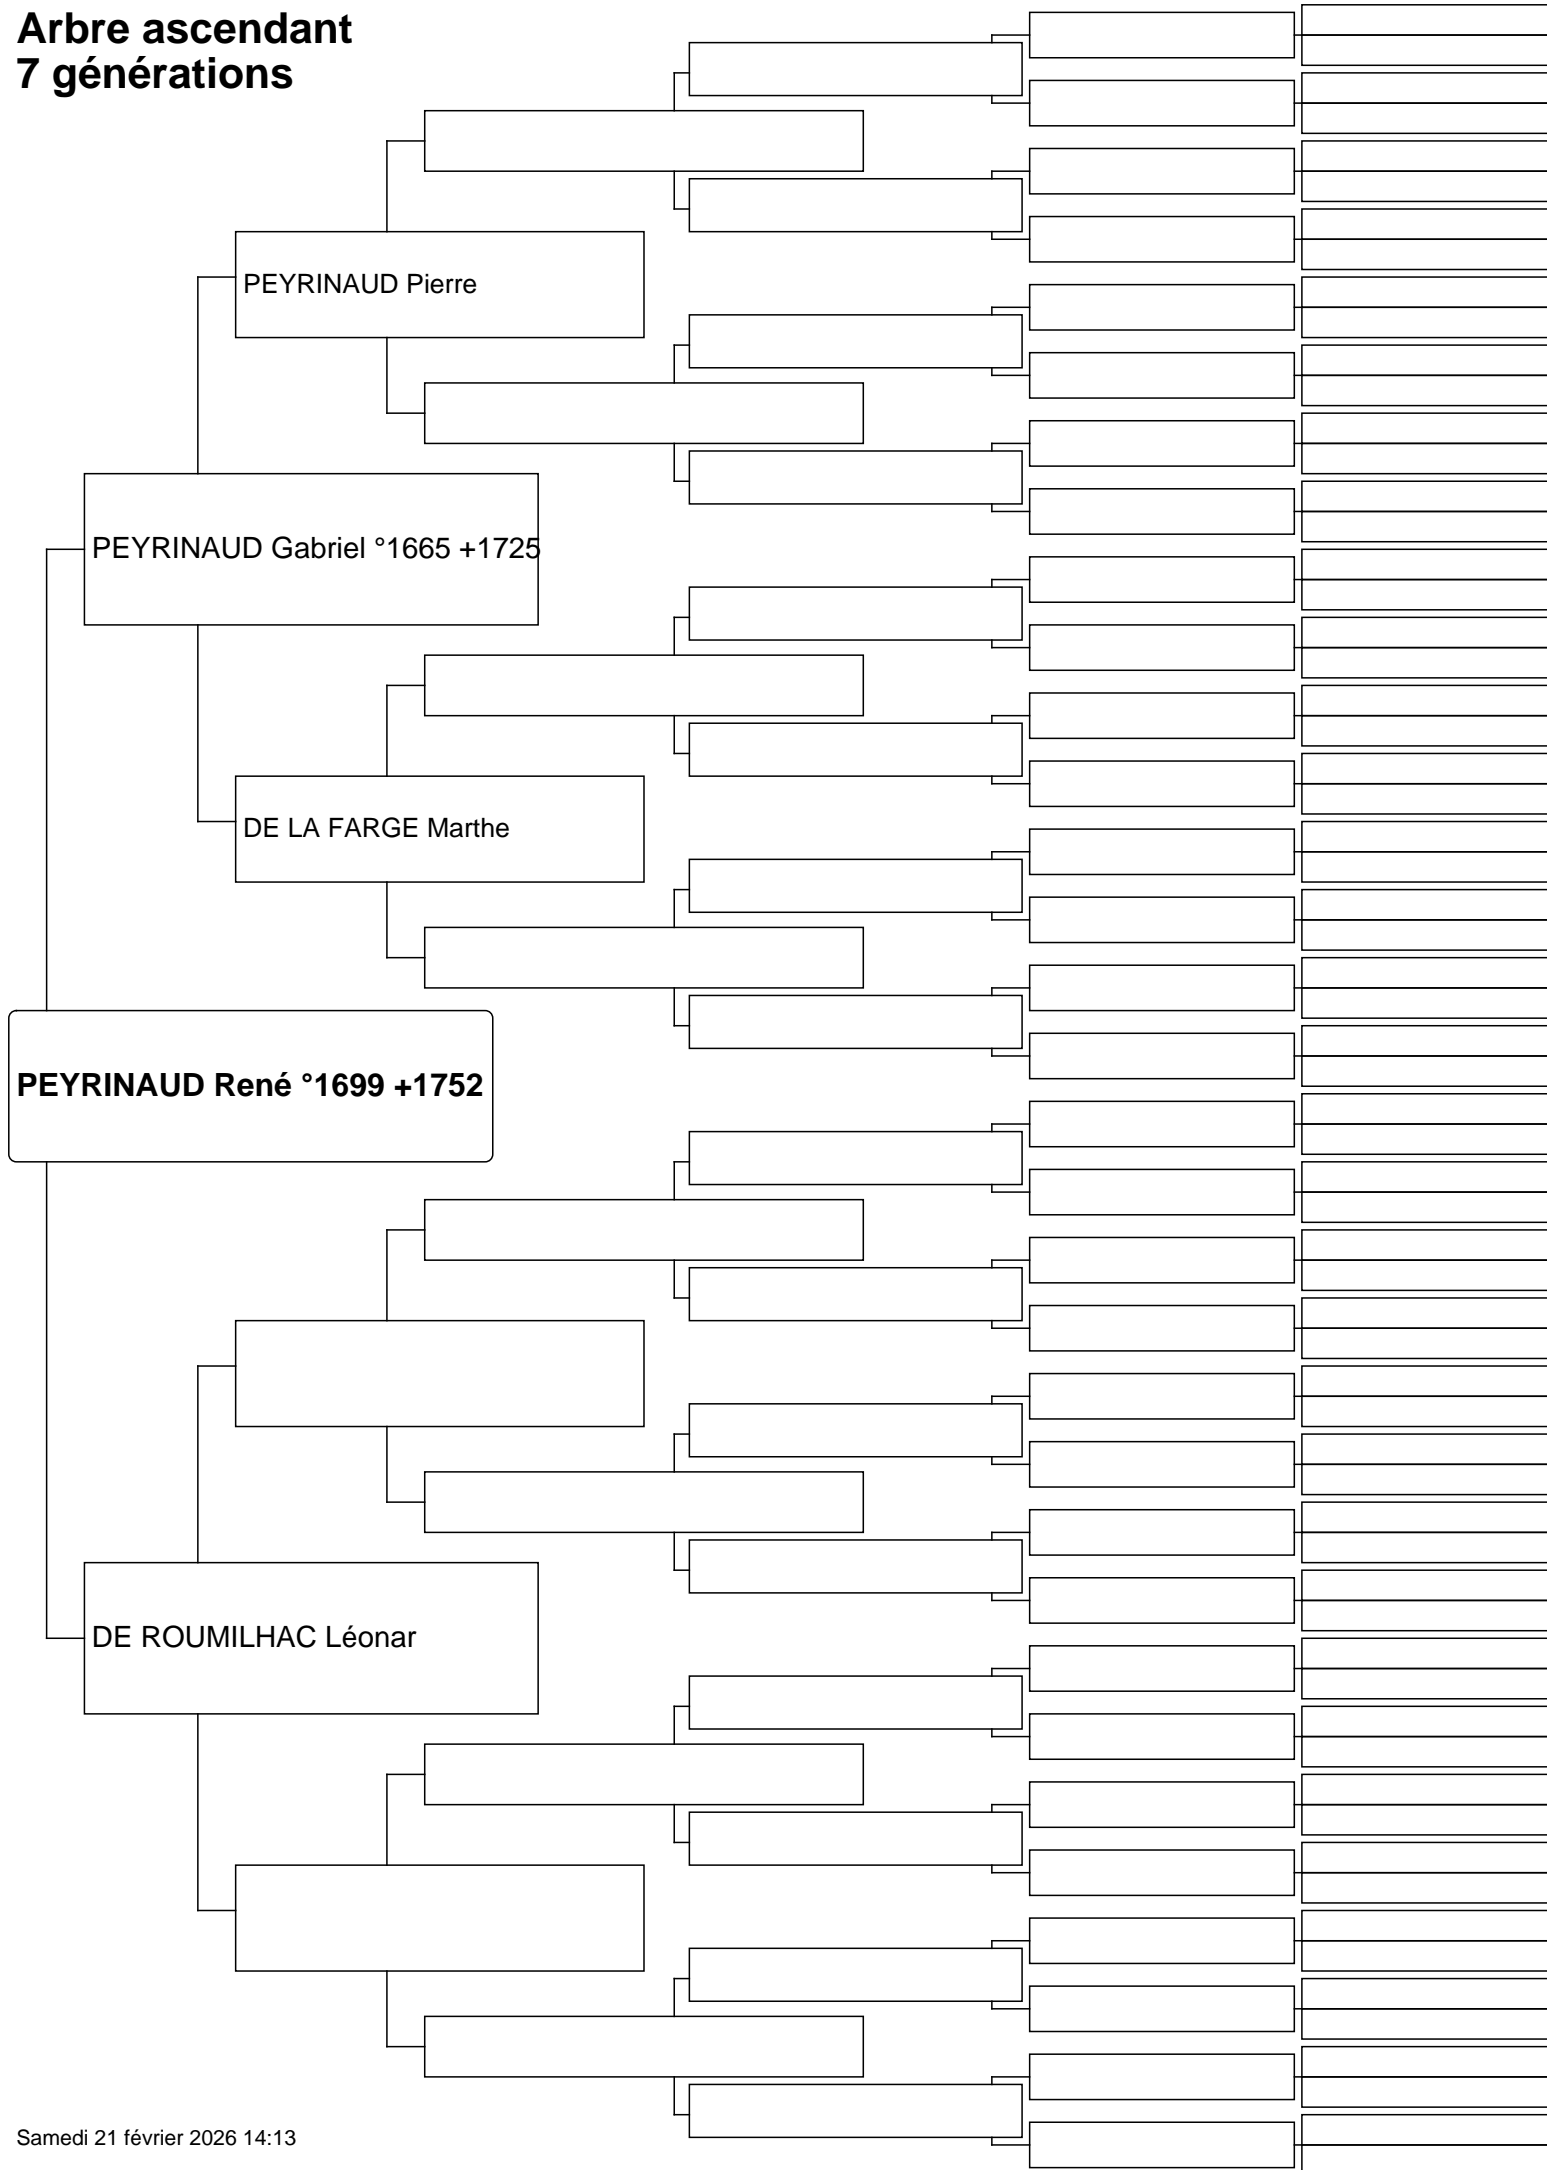 Arbre ascendant
7 générations
PEYRINAUD Pierre
PEYRINAUD Gabriel °1665 +1725
DE LA FARGE Marthe
PEYRINAUD René °1699 +1752
DE ROUMILHAC Léonar
Samedi 21 février 2026 14:13